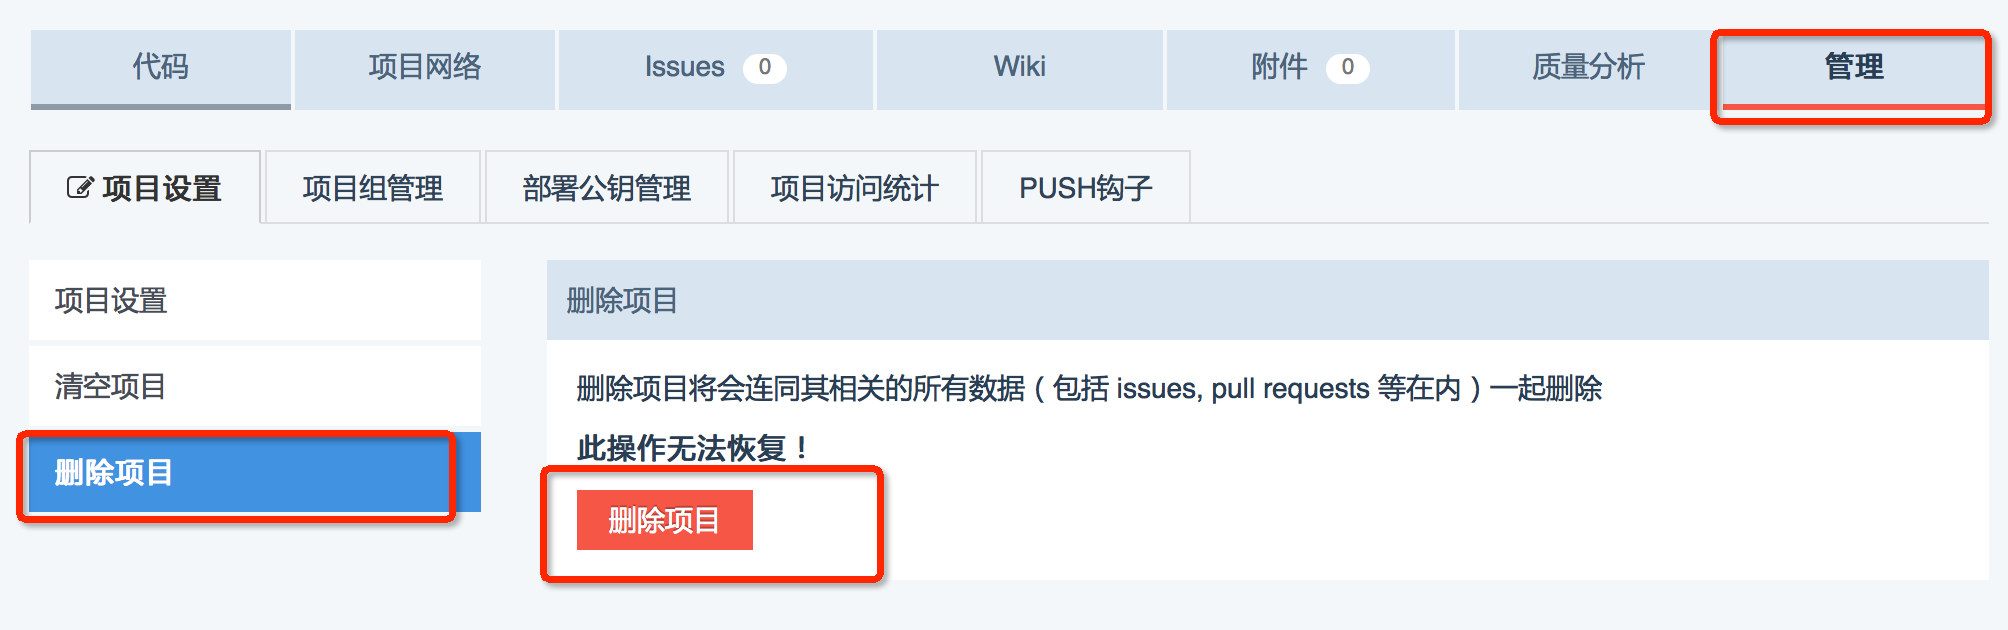 代码 项目网络 Issues 0 Wiki 附件 0 质量分析 管理
项目设置 项目组管理 部署公钥管理 项目访问统计 PUSH钩子
项目设置
清空项目
删除项目
删除项目
删除项目将会连同其相关的所有数据（包括 issues, pull requests 等在内）一起删除
此操作无法恢复！
删除项目